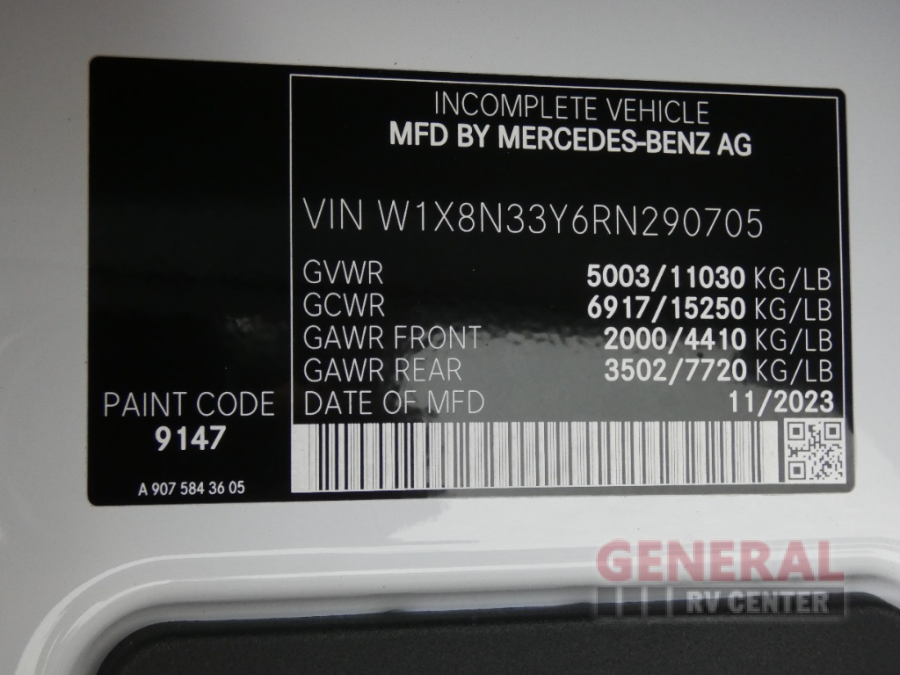 INCOMPLETE VEHICLE
MFD BY MERCEDES-BENZ AG
VIN W1X8N33Y6RN290705
GVWR 5003/11030 KG/LB
GCWR 6917/15250 KG/LB
GAWR FRONT 2000/4410 KG/LB
GAWR REAR 3502/7720 KG/LB
DATE OF MFD 11/2023
PAINT CODE
9147
A 907 584 36 05
GENERAL
RV CENTER